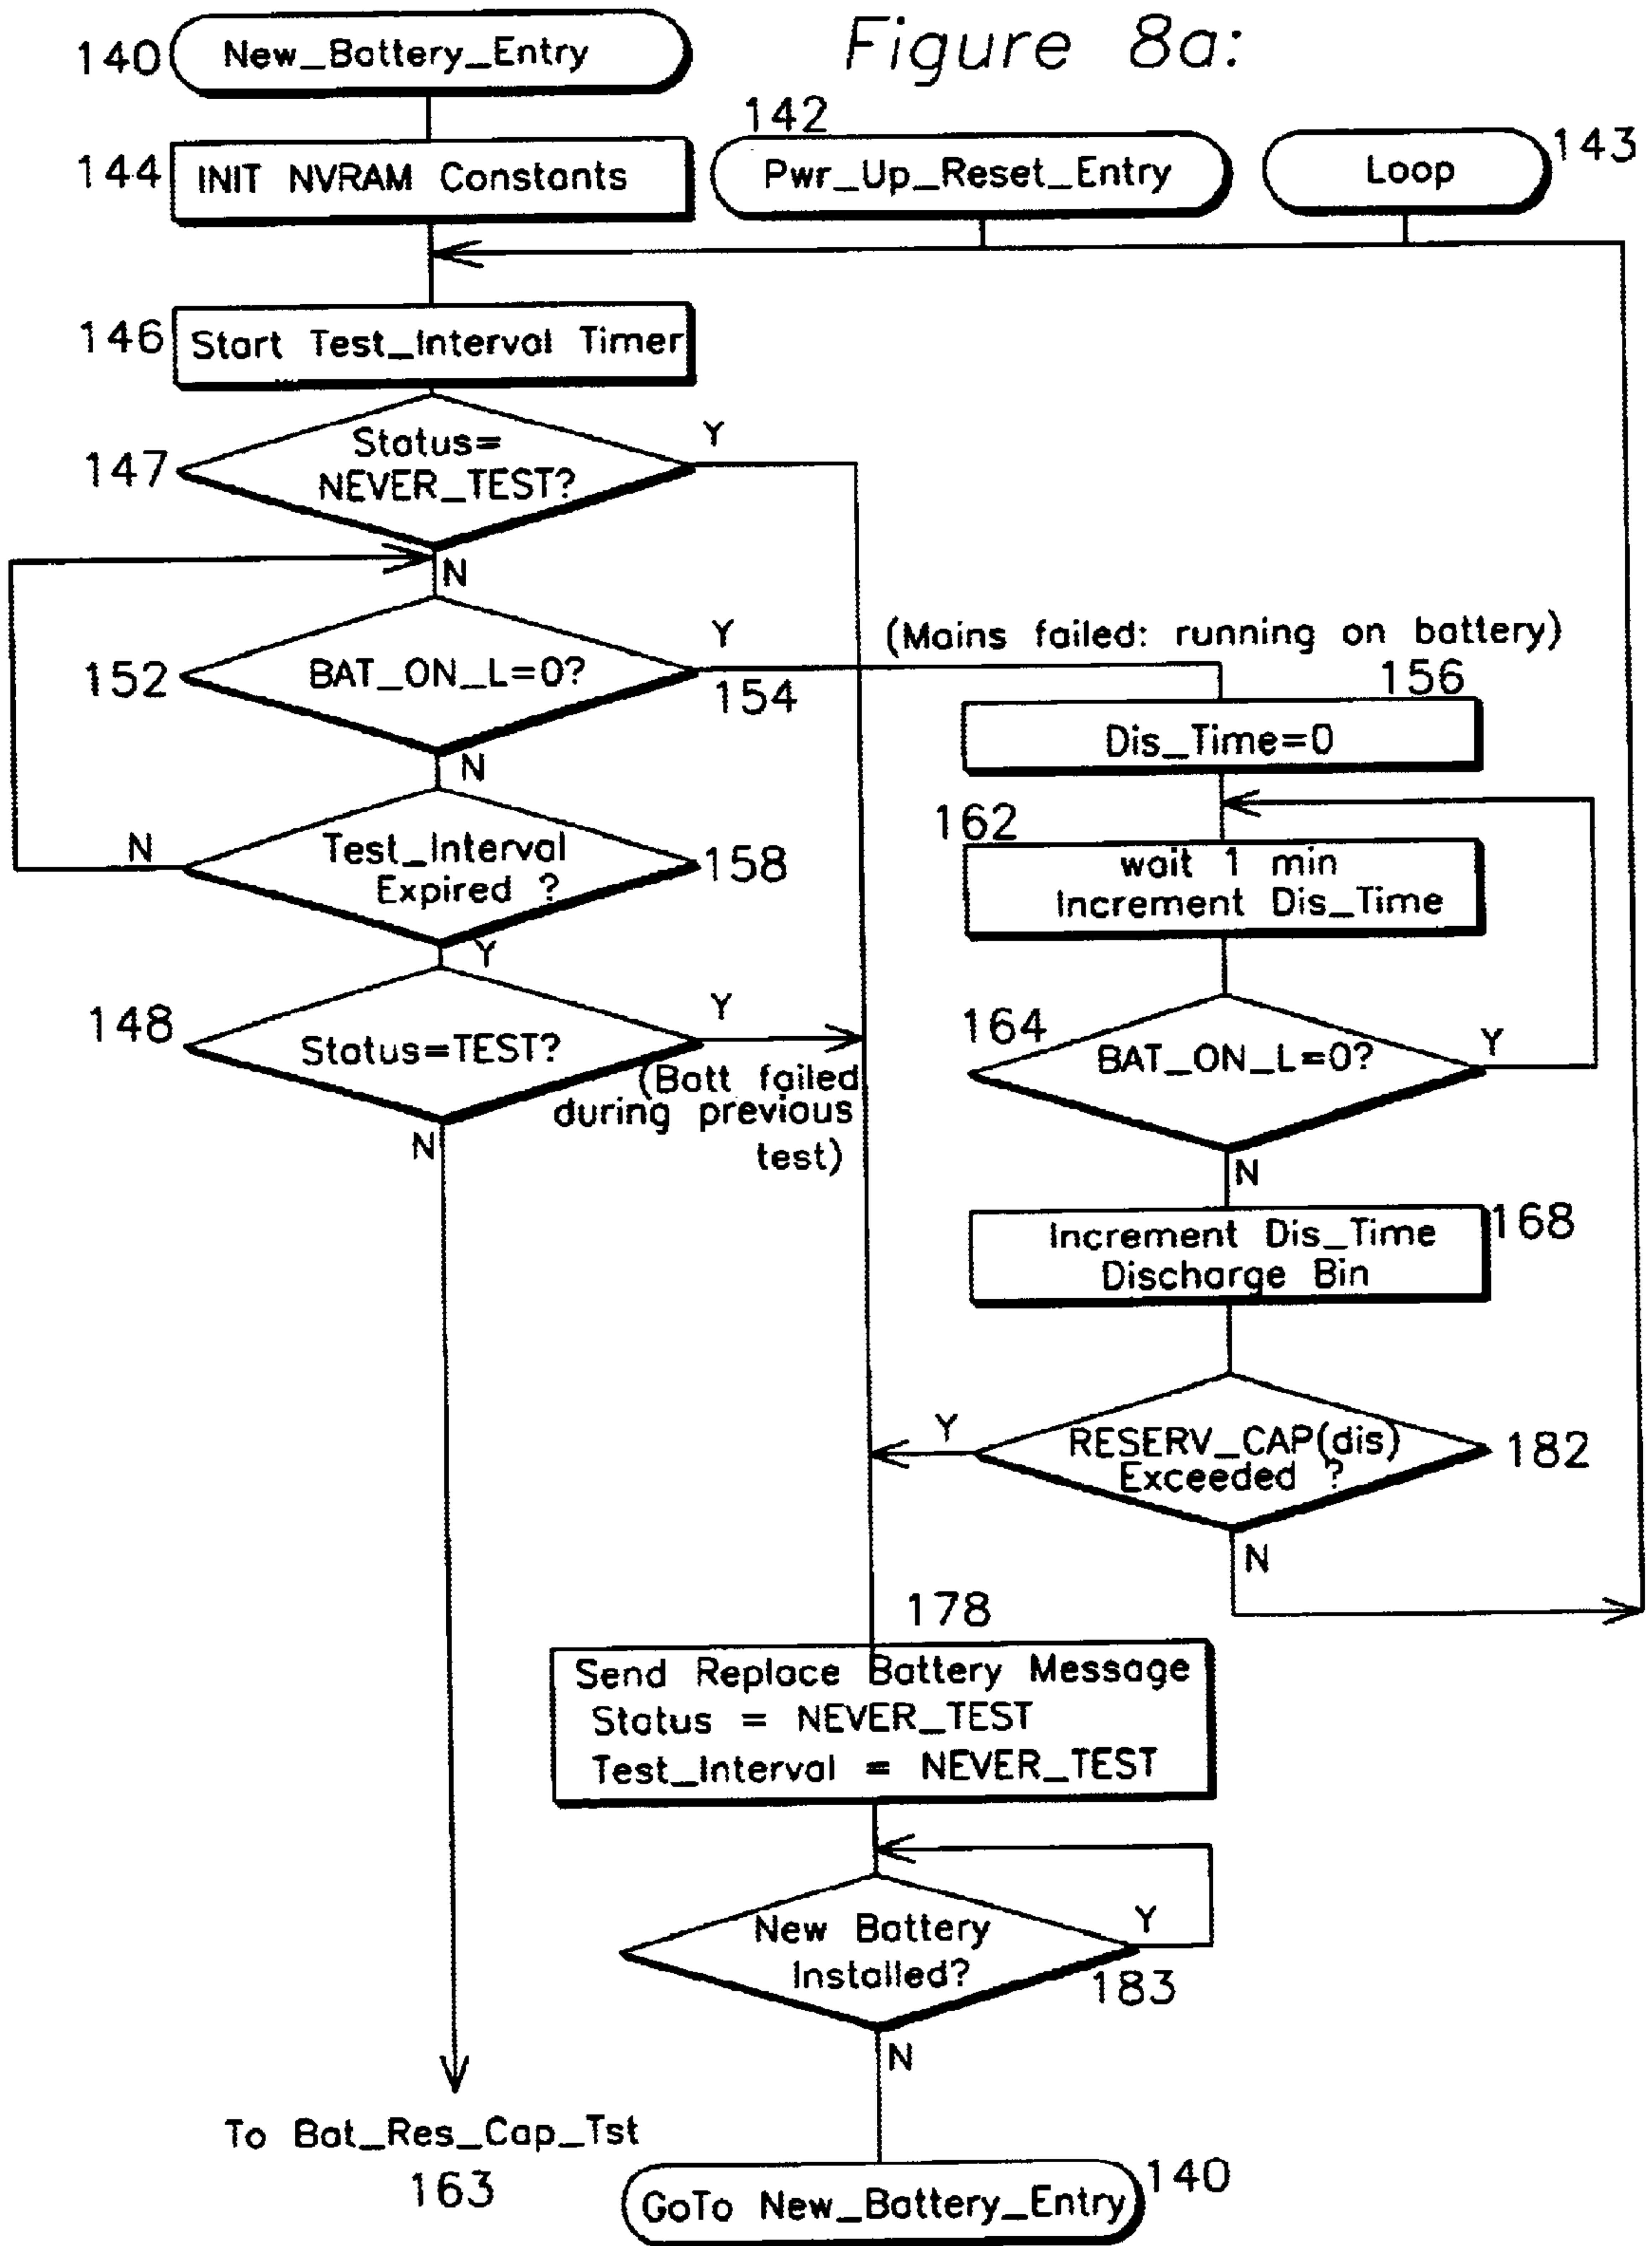 Figure 8a:
140
New_Battery_Entry
142
143
144
INIT NVRAM Constants
Pwr_Up_Reset_Entry
Loop
146
Start Test_Interval Timer
147
Status=
NEVER_TEST?
Y
N
152
BAT_ON_L=0?
Y
154
(Mains failed: running on battery)
156
Dis_Time=0
N
N
Test_Interval
Expired ?
158
Y
162
wait 1 min
Increment Dis_Time
148
Status=TEST?
Y
(Batt failed
during previous
test)
N
164
BAT_ON_L=0?
Y
N
Increment Dis_Time
Discharge Bin
168
Y
RESERV_CAP(dis)
Exceeded ?
182
N
178
Send Replace Battery Message
Status = NEVER_TEST
Test_Interval = NEVER_TEST
New Battery
Installed?
Y
183
N
To Bat_Res_Cap_Tst
163
GoTo New_Battery_Entry
140